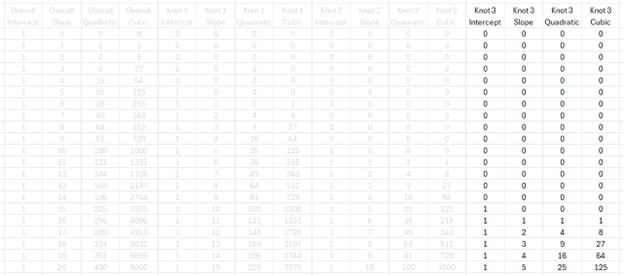 Overall Overall Overall Overall Knot 1 Knot 1 Knot 1 Knot 1 Knot 2 Knot 2 Knot 2 Knot 2 Knot 3 Knot 3 Knot 3 Knot 3
Intercept Slope Quadratic Cubic Intercept Slope Quadratic Cubic Intercept Slope Quadratic Cubic Intercept Slope Quadratic Cubic
1 0 0 0 0 0 0 0 0 0 0 0 0 0 0 0
1 1 1 1 0 0 0 0 0 0 0 0 0 0 0 0
1 2 4 8 0 0 0 0 0 0 0 0 0 0 0 0
1 3 9 27 0 0 0 0 0 0 0 0 0 0 0 0
1 4 16 64 0 0 0 0 0 0 0 0 0 0 0 0
1 5 25 125 1 0 0 0 0 0 0 0 0 0 0 0
1 6 36 216 1 1 1 1 0 0 0 0 0 0 0 0
1 7 49 343 1 2 4 8 0 0 0 0 0 0 0 0
1 8 64 512 1 3 9 27 0 0 0 0 0 0 0 0
1 9 81 729 1 4 16 64 0 0 0 0 0 0 0 0
1 10 100 1000 1 5 25 125 1 0 0 0 0 0 0 0
1 11 121 1331 1 6 36 216 1 1 1 1 0 0 0 0
1 12 144 1728 1 7 49 343 1 2 4 8 0 0 0 0
1 13 169 2197 1 8 64 512 1 3 9 27 0 0 0 0
1 14 196 2744 1 9 81 729 1 4 16 64 0 0 0 0
1 15 225 3375 1 10 100 1000 1 5 25 125 1 0 0 0
1 16 256 4096 1 11 121 1331 1 6 36 216 1 1 1 1
1 17 289 4913 1 12 144 1728 1 7 49 343 1 2 4 8
1 18 324 5832 1 13 169 2197 1 8 64 512 1 3 9 27
1 19 361 6859 1 14 196 2744 1 9 81 729 1 4 16 64
1 20 400 8000 1 15 225 3375 1 10 100 1000 1 5 25 125